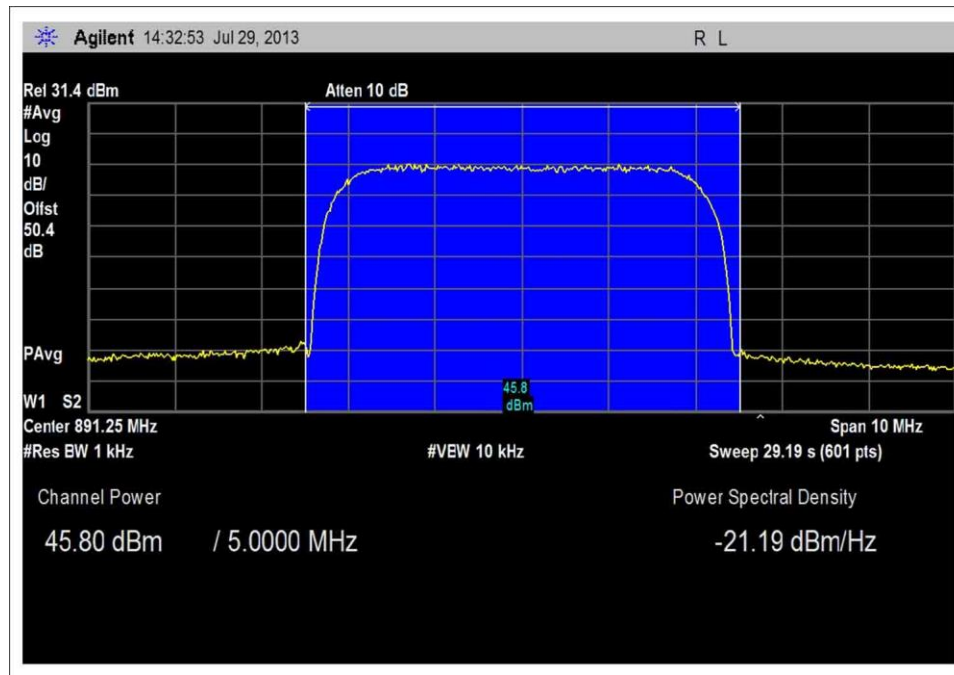 Agilent 14:32:53 Jul 29, 2013 R L
Ref 31.4 dBm Atten 10 dB
#Avg
Log
10
dB/
Offst
50.4
dB
PAvg
45.8
dBm
W1 S2
Center 891.25 MHz Span 10 MHz
#Res BW 1 kHz #VEW 10 kHz Sweep 29.19 s (601 pts)
Channel Power Power Spectral Density
45.80 dBm / 5.0000 MHz -21.19 dBm/Hz